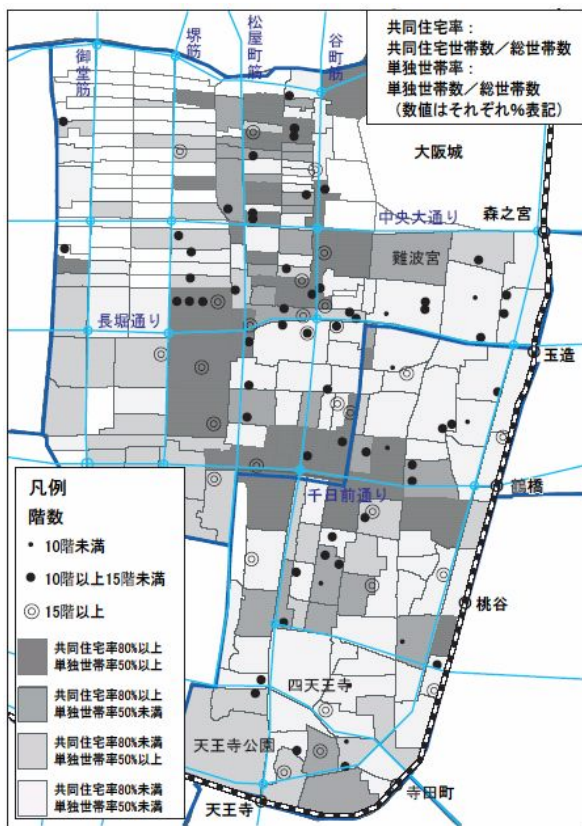 共同住宅率：
共同住宅世帯数／総世帯数
単独世帯率：
単独世帯数／総世帯数
（数値はそれぞれ％表記）
御堂筋
堺筋
松屋町筋
谷町筋
大阪城
森之宮
中央大通り
難波宮
長堀通り
玉造
千日前通り
鶴橋
桃谷
四天王寺
天王寺公園
寺田町
天王寺
凡例
階数
10階未満
10階以上15階未満
15階以上
共同住宅率80%以上
単独世帯率50%以上
共同住宅率80%以上
単独世帯率50%未満
共同住宅率80%未満
単独世帯率50%以上
共同住宅率80%未満
単独世帯率50%未満